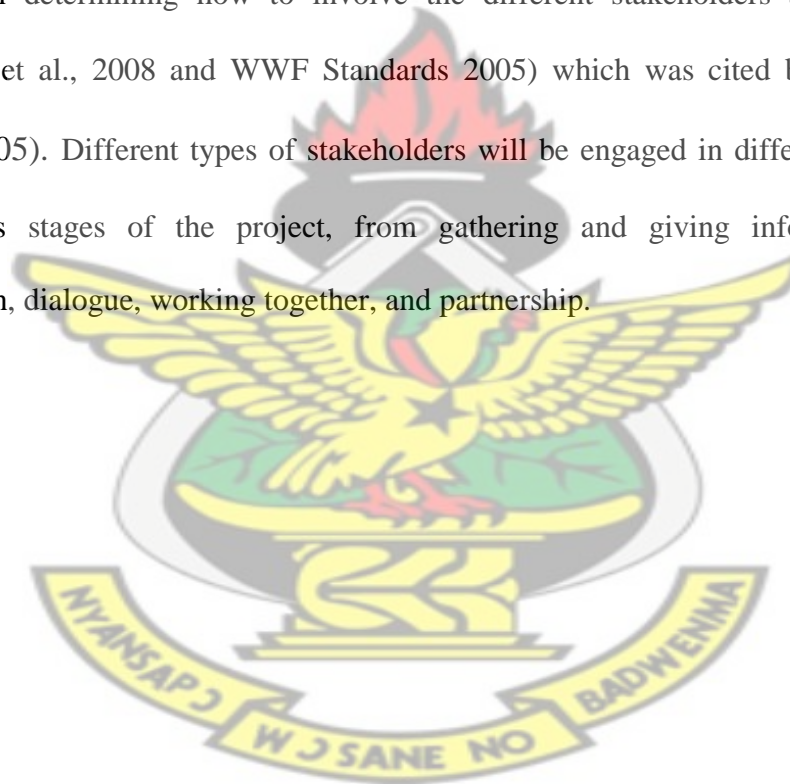 determining how to involve the different stakeholders
et al., 2008 and WWF Standards 2005) which was cited b
05). Different types of stakeholders will be engaged in diffe
s stages of the project, from gathering and giving info
n, dialogue, working together, and partnership.
NYANSAPƆ
WƆSANE NO
BADWENMA